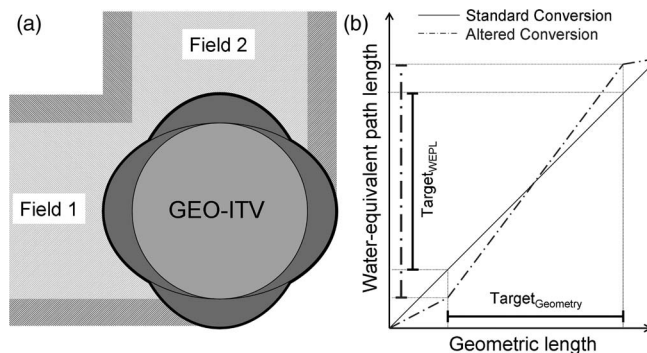 (a)
Field 2
Field 1
GEO-ITV
(b)
Standard Conversion
Altered Conversion
Water-equivalent path length
Target_WEPL
Target_Geometry
Geometric length